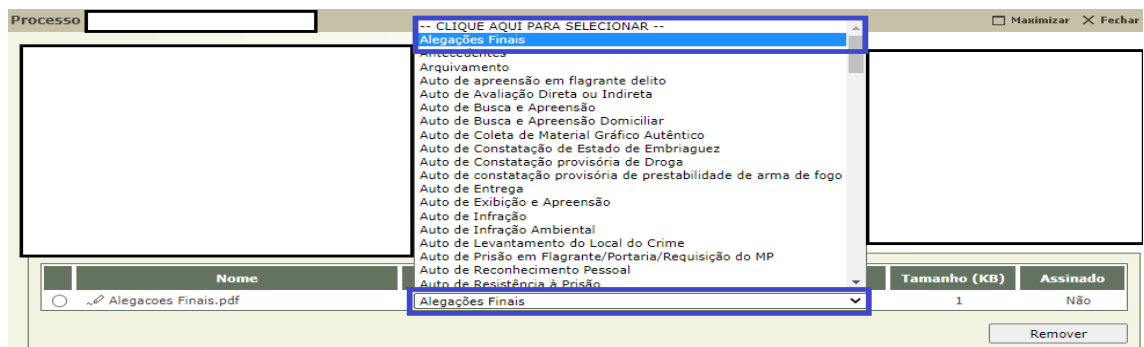 Processo
Maximizar
Fechar
-- CLIQUE AQUI PARA SELECIONAR --
Alegações Finais
Antecedentes
Arquivamento
Auto de apreensão em flagrante delito
Auto de Avaliação Direta ou Indireta
Auto de Busca e Apreensão
Auto de Busca e Apreensão Domiciliar
Auto de Coleta de Material Gráfico Autêntico
Auto de Constatação de Estado de Embriaguez
Auto de Constatação provisória de Droga
Auto de constatação provisória de prestabilidade de arma de fogo
Auto de Entrega
Auto de Exibição e Apreensão
Auto de Infração
Auto de Infração Ambiental
Auto de Levantamento do Local do Crime
Auto de Prisão em Flagrante/Portaria/Requisição do MP
Auto de Reconhecimento Pessoal
Auto de Resistência à Prisão
Nome
Tamanho (KB)
Assinado
Alegacoes Finais.pdf
Alegações Finais
1
Não
Remover